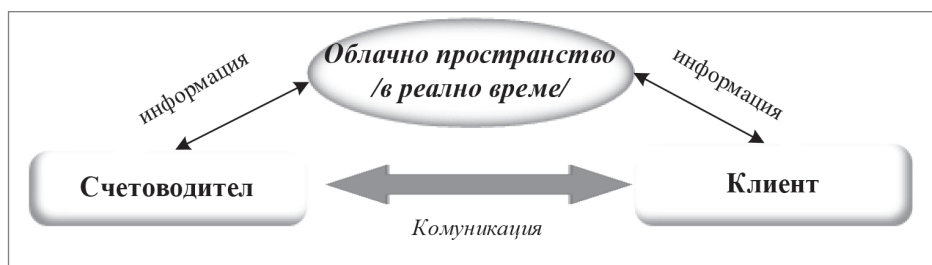 Облачно пространство
/в реално време/
информация
информация
Счетоводител
Клиент
Комуникация